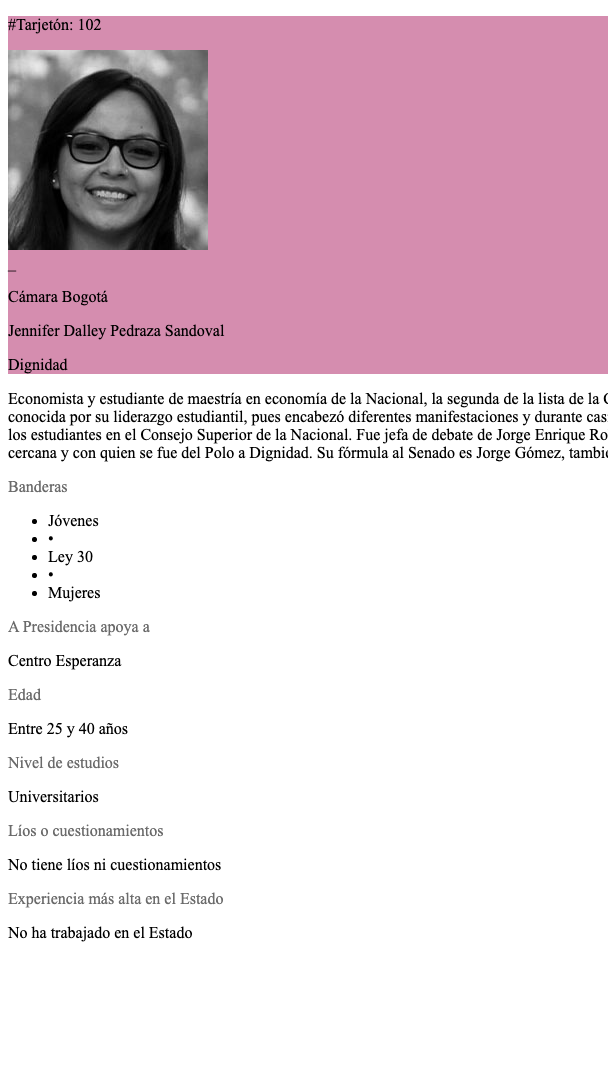 #Tarjetón: 102
_
Cámara Bogotá
Jennifer Dalley Pedraza Sandoval
Dignidad
Economista y estudiante de maestría en economía de la Nacional, la segunda de la lista de la
conocida por su liderazgo estudiantil, pues encabezó diferentes manifestaciones y durante
los estudiantes en el Consejo Superior de la Nacional. Fue jefa de debate de Jorge Enrique
cercana y con quien se fue del Polo a Dignidad. Su fórmula al Senado es Jorge Gómez,
Banderas
• Jóvenes
• •
• Ley 30
• •
• Mujeres
A Presidencia apoya a
Centro Esperanza
Edad
Entre 25 y 40 años
Nivel de estudios
Universitarios
Líos o cuestionamientos
No tiene líos ni cuestionamientos
Experiencia más alta en el Estado
No ha trabajado en el Estado